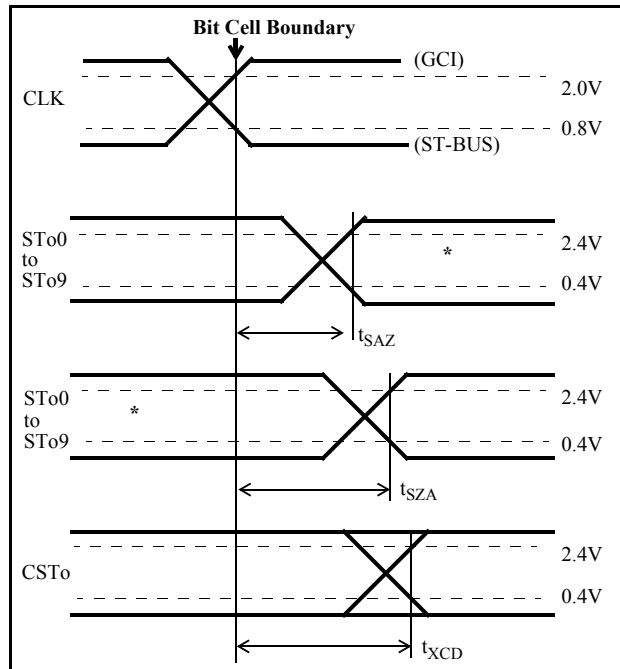 Bit Cell Boundary
(GCI)
CLK
2.0V
0.8V
(ST-BUS)
STo0
to
STo9
*
2.4V
0.4V
tSAZ
STo0
to
STo9
*
2.4V
0.4V
tSZA
CSTo
2.4V
0.4V
tXCD